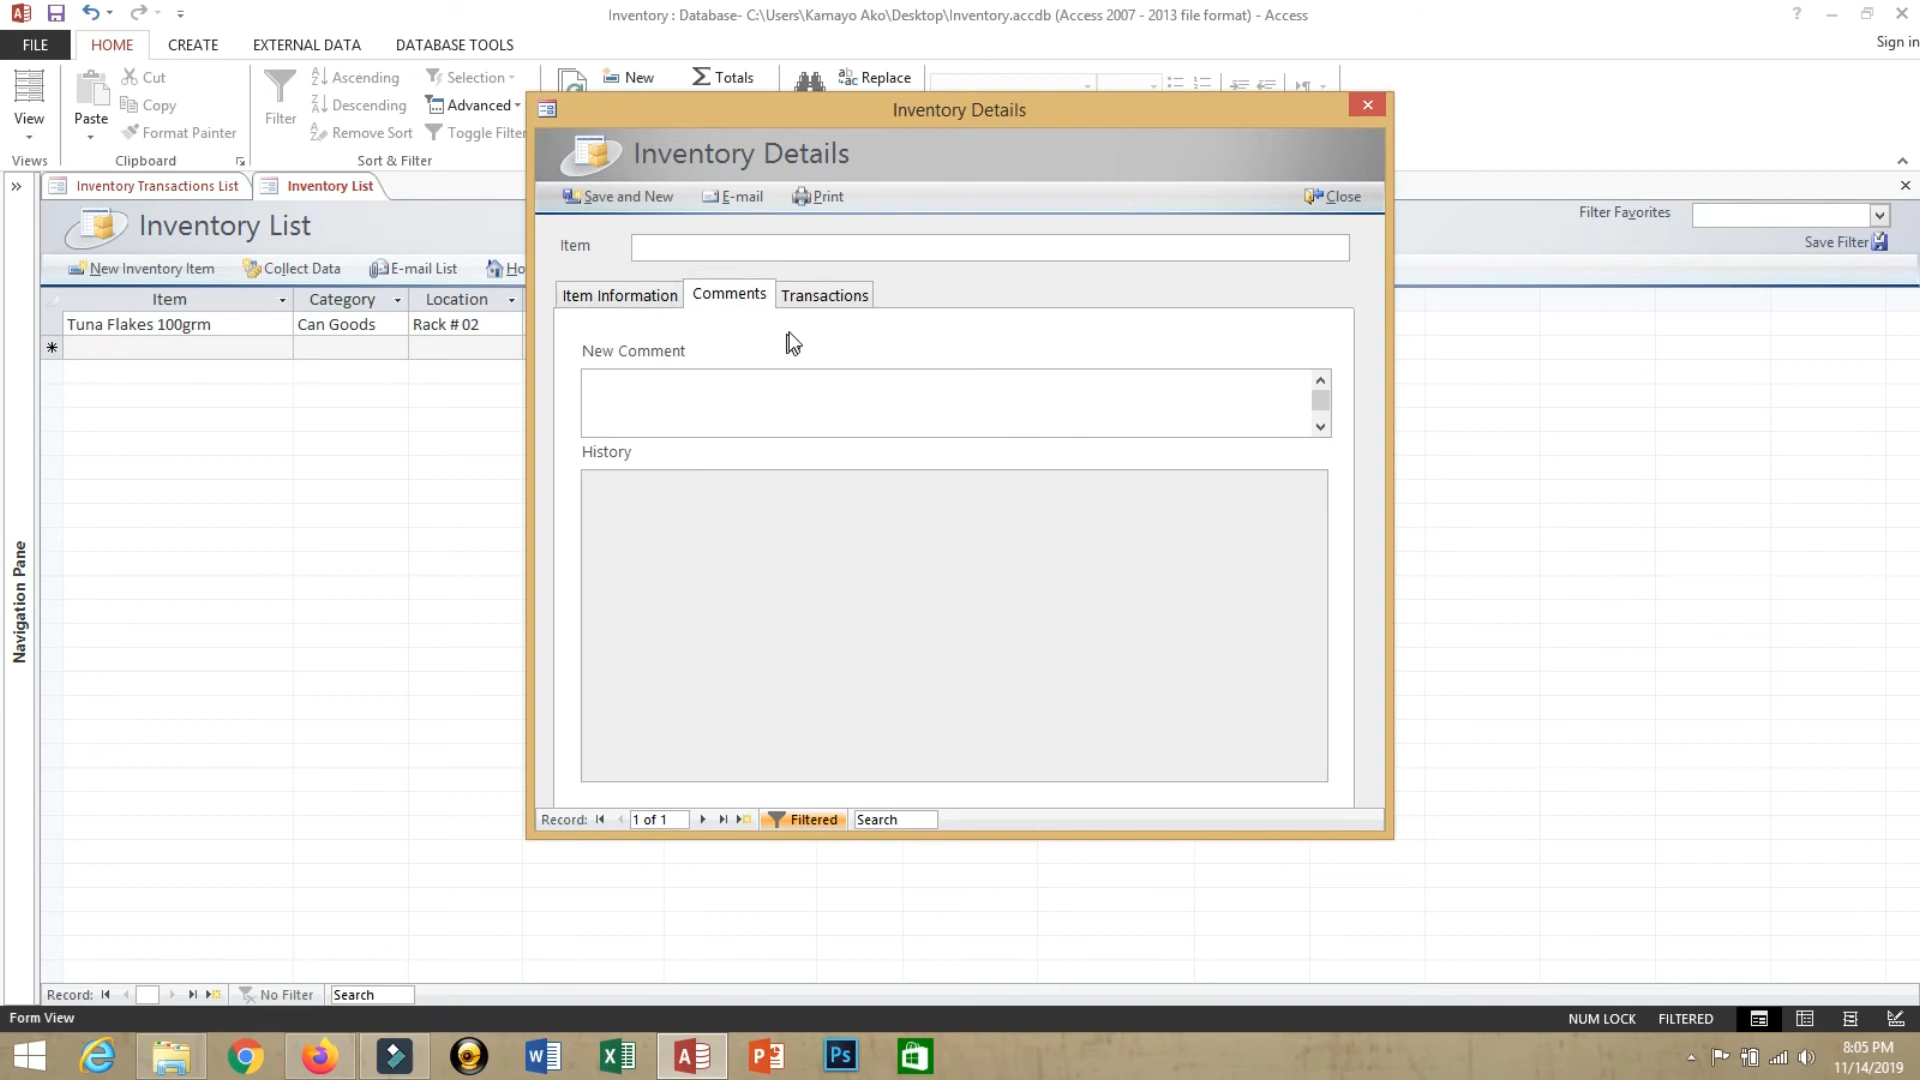 Inventory : Database- C:\Users\Kamayo Ako\Desktop\Inventory.accdb (Access 2007 - 2013 file format) - Access
?
FILE HOME CREATE EXTERNAL DATA DATABASE TOOLS Sign in
View Paste Cut Copy Format Painter Filter Ascending Descending Remove Sort Selection Advanced Toggle Filter New Totals Replace
Views Clipboard Sort & Filter
Inventory Transactions List Inventory List
Inventory List
Filter Favorites
Save Filter
New Inventory Item Collect Data E-mail List Ho
Item Category Location
Tuna Flakes 100grm Can Goods Rack # 02
Navigation Pane
Inventory Details
Inventory Details
Save and New E-mail Print Close
Item
Item Information Comments Transactions
New Comment
History
Record: 1 of 1 Filtered Search
Record: No Filter Search
Form View NUM LOCK FILTERED
8:05 PM
11/14/2019